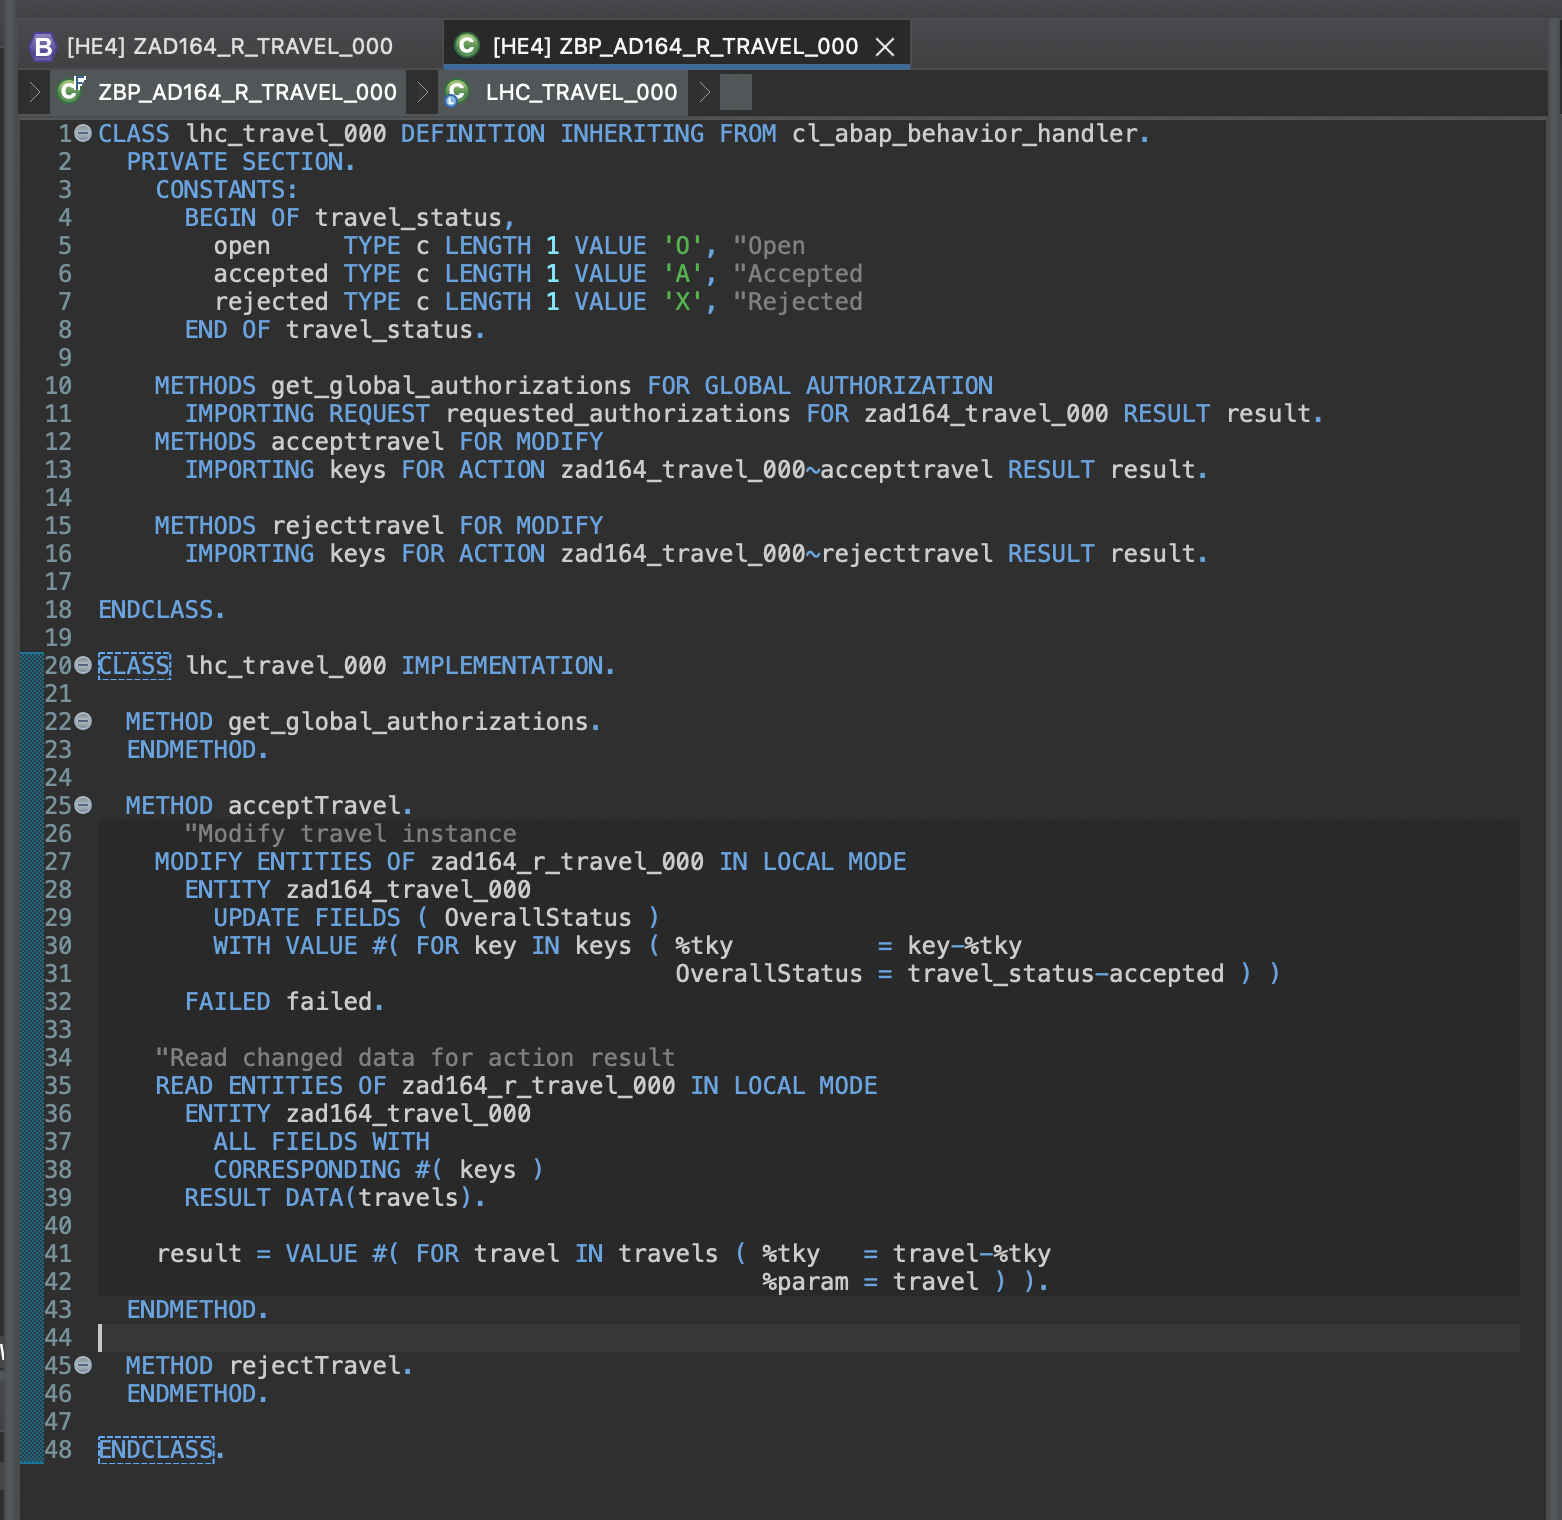 B [HE4] ZAD164_R_TRAVEL_000
C [HE4] ZBP_AD164_R_TRAVEL_000
ZBP_AD164_R_TRAVEL_000 LHC_TRAVEL_000
1 CLASS lhc_travel_000 DEFINITION INHERITING FROM cl_abap_behavior_handler.
2 PRIVATE SECTION.
3 CONSTANTS:
4 BEGIN OF travel_status,
5 open TYPE c LENGTH 1 VALUE 'O', "Open
6 accepted TYPE c LENGTH 1 VALUE 'A', "Accepted
7 rejected TYPE c LENGTH 1 VALUE 'X', "Rejected
8 END OF travel_status.
9
10 METHODS get_global_authorizations FOR GLOBAL AUTHORIZATION
11 IMPORTING REQUEST requested_authorizations FOR zad164_travel_000 RESULT result.
12 METHODS accepttravel FOR MODIFY
13 IMPORTING keys FOR ACTION zad164_travel_000~accepttravel RESULT result.
14
15 METHODS rejecttravel FOR MODIFY
16 IMPORTING keys FOR ACTION zad164_travel_000~rejecttravel RESULT result.
17
18 ENDCLASS.
19
20 CLASS lhc_travel_000 IMPLEMENTATION.
21
22 METHOD get_global_authorizations.
23 ENDMETHOD.
24
25 METHOD acceptTravel.
26 "Modify travel instance
27 MODIFY ENTITIES OF zad164_r_travel_000 IN LOCAL MODE
28 ENTITY zad164_travel_000
29 UPDATE FIELDS ( OverallStatus )
30 WITH VALUE #( FOR key IN keys ( %tky = key-%tky
31 OverallStatus = travel_status-accepted ) )
32 FAILED failed.
33
34 "Read changed data for action result
35 READ ENTITIES OF zad164_r_travel_000 IN LOCAL MODE
36 ENTITY zad164_travel_000
37 ALL FIELDS WITH
38 CORRESPONDING #( keys )
39 RESULT DATA(travels).
40
41 result = VALUE #( FOR travel IN travels ( %tky = travel-%tky
42 %param = travel ) ).
43 ENDMETHOD.
44
45 METHOD rejectTravel.
46 ENDMETHOD.
47
48 ENDCLASS.